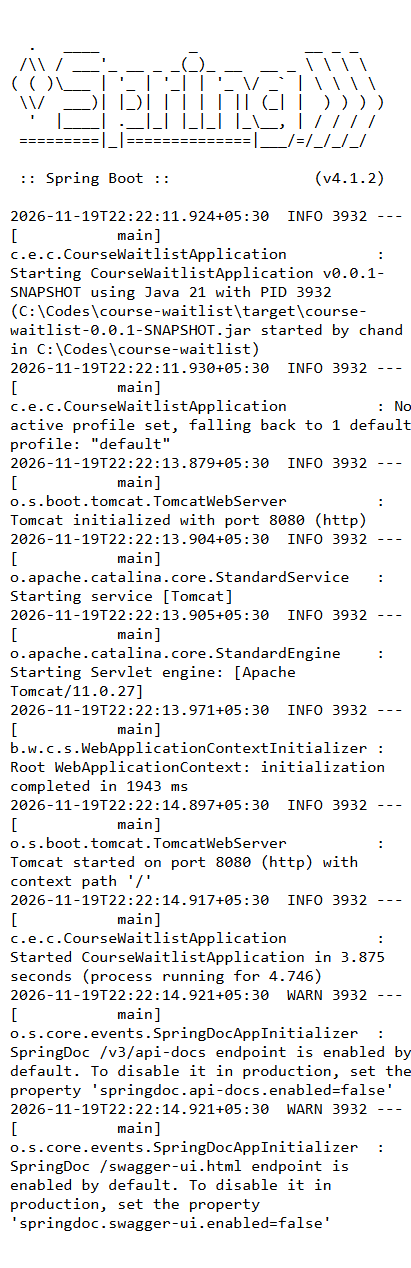 .   ____          _            __ _ _
 /\\ / ___'_ __ _ _(_)_ __  __ _ \ \ \ \
( ( )\___ | '_ | '_| | '_ \/ _` | \ \ \ \
 \\/  ___)| |_)| | | | | || (_| |  ) ) ) )
  '  |____| .__|_| |_|_| |_\__, | / / / /
 =========|_|==============|___/=/_/_/_/

 :: Spring Boot ::                (v4.1.2)

2026-11-19T22:22:11.924+05:30  INFO 3932 ---
[           main]
c.e.c.CourseWaitlistApplication          :
Starting CourseWaitlistApplication v0.0.1-
SNAPSHOT using Java 21 with PID 3932
(C:\Codes\course-waitlist\target\course-
waitlist-0.0.1-SNAPSHOT.jar started by chand
in C:\Codes\course-waitlist)
2026-11-19T22:22:11.930+05:30  INFO 3932 ---
[           main]
c.e.c.CourseWaitlistApplication          : No
active profile set, falling back to 1 default
profile: "default"
2026-11-19T22:22:13.879+05:30  INFO 3932 ---
[           main]
o.s.boot.tomcat.TomcatWebServer          :
Tomcat initialized with port 8080 (http)
2026-11-19T22:22:13.904+05:30  INFO 3932 ---
[           main]
o.apache.catalina.core.StandardService   :
Starting service [Tomcat]
2026-11-19T22:22:13.905+05:30  INFO 3932 ---
[           main]
o.apache.catalina.core.StandardEngine    :
Starting Servlet engine: [Apache
Tomcat/11.0.27]
2026-11-19T22:22:13.971+05:30  INFO 3932 ---
[           main]
b.w.c.s.WebApplicationContextInitializer :
Root WebApplicationContext: initialization
completed in 1943 ms
2026-11-19T22:22:14.897+05:30  INFO 3932 ---
[           main]
o.s.boot.tomcat.TomcatWebServer          :
Tomcat started on port 8080 (http) with
context path '/'
2026-11-19T22:22:14.917+05:30  INFO 3932 ---
[           main]
c.e.c.CourseWaitlistApplication          :
Started CourseWaitlistApplication in 3.875
seconds (process running for 4.746)
2026-11-19T22:22:14.921+05:30  WARN 3932 ---
[           main]
o.s.core.events.SpringDocAppInitializer  :
SpringDoc /v3/api-docs endpoint is enabled by
default. To disable it in production, set the
property 'springdoc.api-docs.enabled=false'
2026-11-19T22:22:14.921+05:30  WARN 3932 ---
[           main]
o.s.core.events.SpringDocAppInitializer  :
SpringDoc /swagger-ui.html endpoint is
enabled by default. To disable it in
production, set the property
'springdoc.swagger-ui.enabled=false'